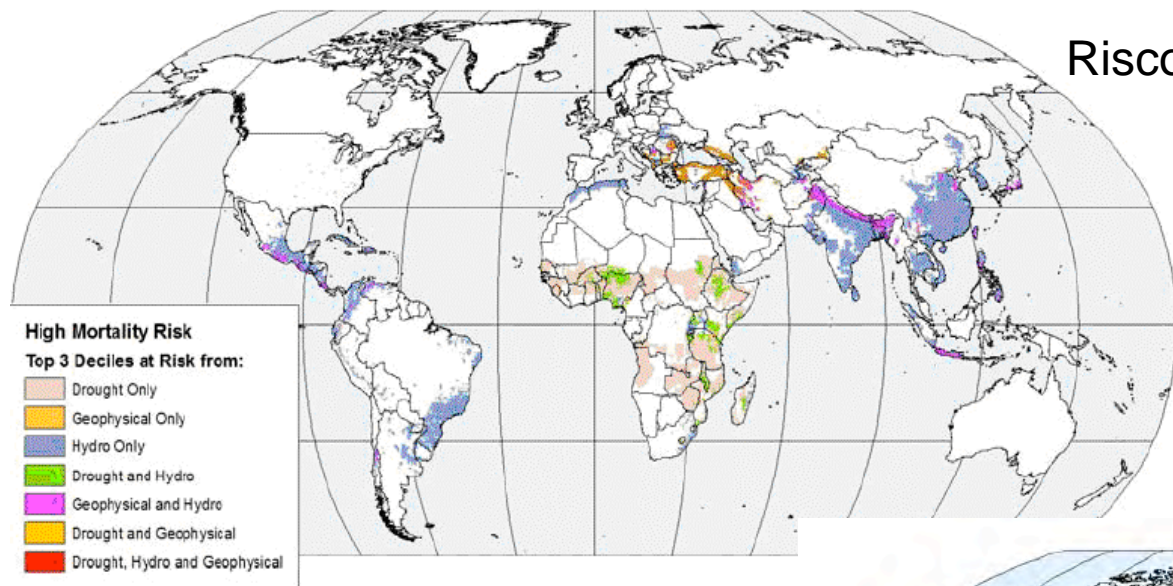 Risco
High Mortality Risk
Top 3 Deciles at Risk from:
Drought Only
Geophysical Only
Hydro Only
Drought and Hydro
Geophysical and Hydro
Drought and Geophysical
Drought, Hydro and Geophysical